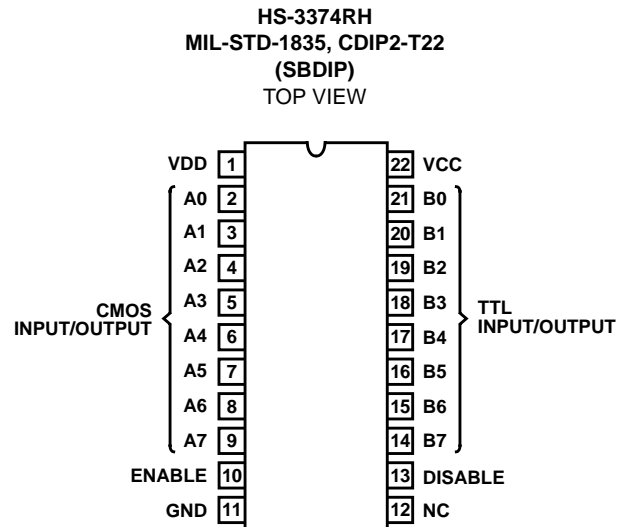 HS-3374RH
MIL-STD-1835, CDIP2-T22
(SBDIP)
TOP VIEW
VDD 1 22 VCC
A0 2 21 B0
A1 3 20 B1
A2 4 19 B2
A3 5 18 B3
CMOS
INPUT/OUTPUT
TTL
INPUT/OUTPUT
A4 6 17 B4
A5 7 16 B5
A6 8 15 B6
A7 9 14 B7
ENABLE 10 13 DISABLE
GND 11 12 NC